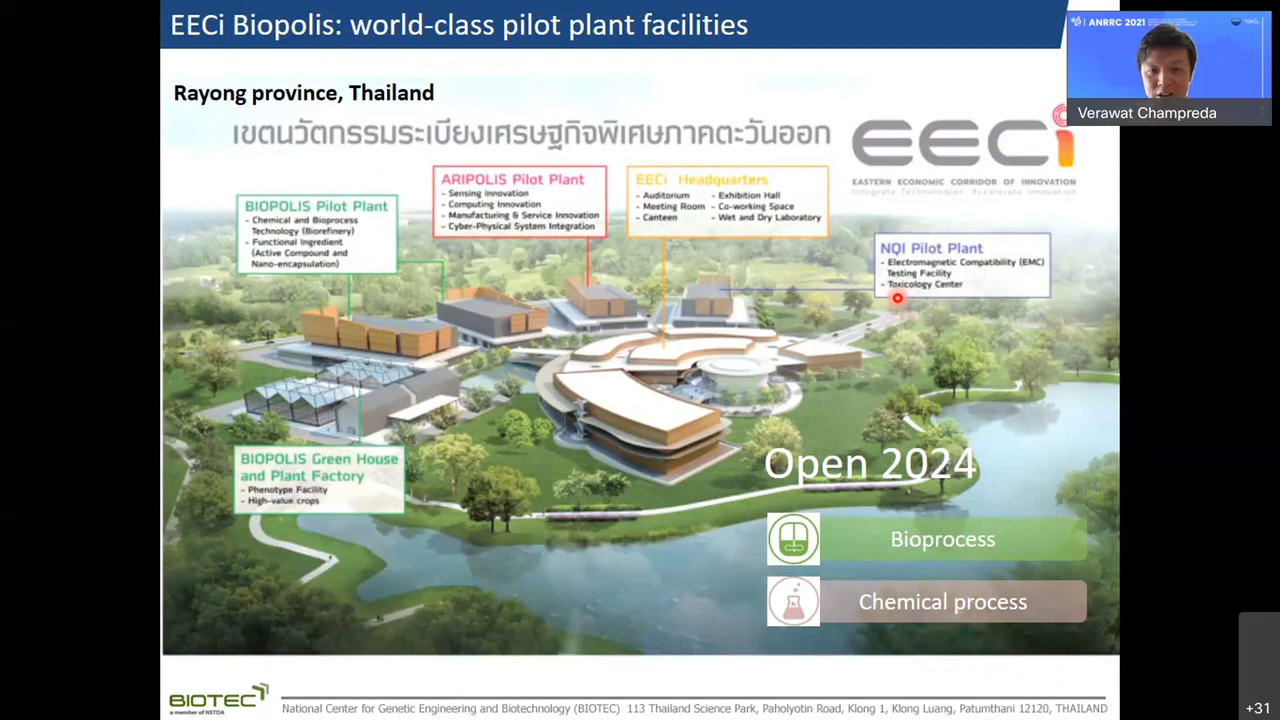 EECi Biopolis: world-class pilot plant facilities
ANRRC 2021
Verawat Champreda
Rayong province, Thailand
เขตนวัตกรรมระเบียงเศรษฐกิจพิเศษภาคตะวันออก
EECi
EASTERN ECONOMIC CORRIDOR OF INNOVATION
Integrate Technologies Accelerate Innovation
BIOPOLIS Pilot Plant
- Chemical and Bioprocess
Technology (Biorefinery)
- Functional Ingredient
(Active Compound and
Nano-encapsulation)
ARIPOLIS Pilot Plant
- Sensing Innovation
- Computing Innovation
- Manufacturing & Service Innovation
- Cyber-Physical System Integration
EECi Headquarters
- Auditorium - Exhibition Hall
- Meeting Room - Co-working Space
- Canteen - Wet and Dry Laboratory
NQI Pilot Plant
- Electromagnetic Compatibility (EMC)
Testing Facility
- Toxicology Center
BIOPOLIS Green House
and Plant Factory
- Phenotype Facility
- High-value crops
Open 2024
Bioprocess
Chemical process
BIOTEC
a member of NSTDA
National Center for Genetic Engineering and Biotechnology (BIOTEC) 113 Thailand Science Park, Paholyotin Road, Klong 1, Klong Luang, Patumthani 12120, THAILAND
+31